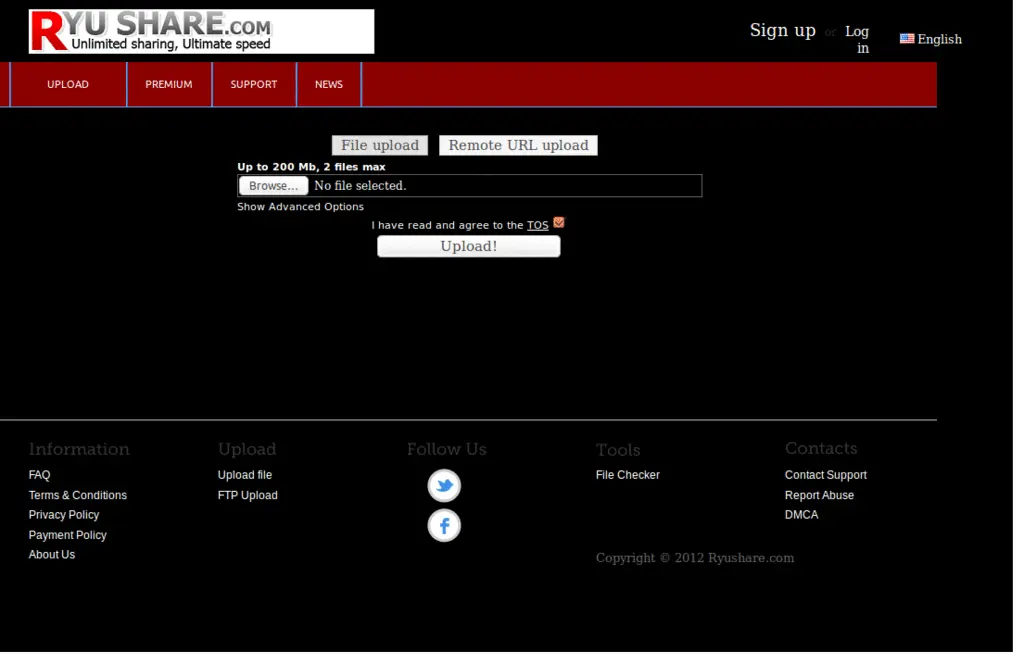 RYU SHARE.COM
Unlimited sharing, Ultimate speed
Sign up or Log in
English
UPLOAD PREMIUM SUPPORT NEWS
File upload Remote URL upload
Up to 200 Mb, 2 files max
Browse... No file selected.
Show Advanced Options
I have read and agree to the TOS
Upload!
Information
FAQ
Terms & Conditions
Privacy Policy
Payment Policy
About Us
Upload
Upload file
FTP Upload
Follow Us
Tools
File Checker
Contacts
Contact Support
Report Abuse
DMCA
Copyright © 2012 Ryushare.com